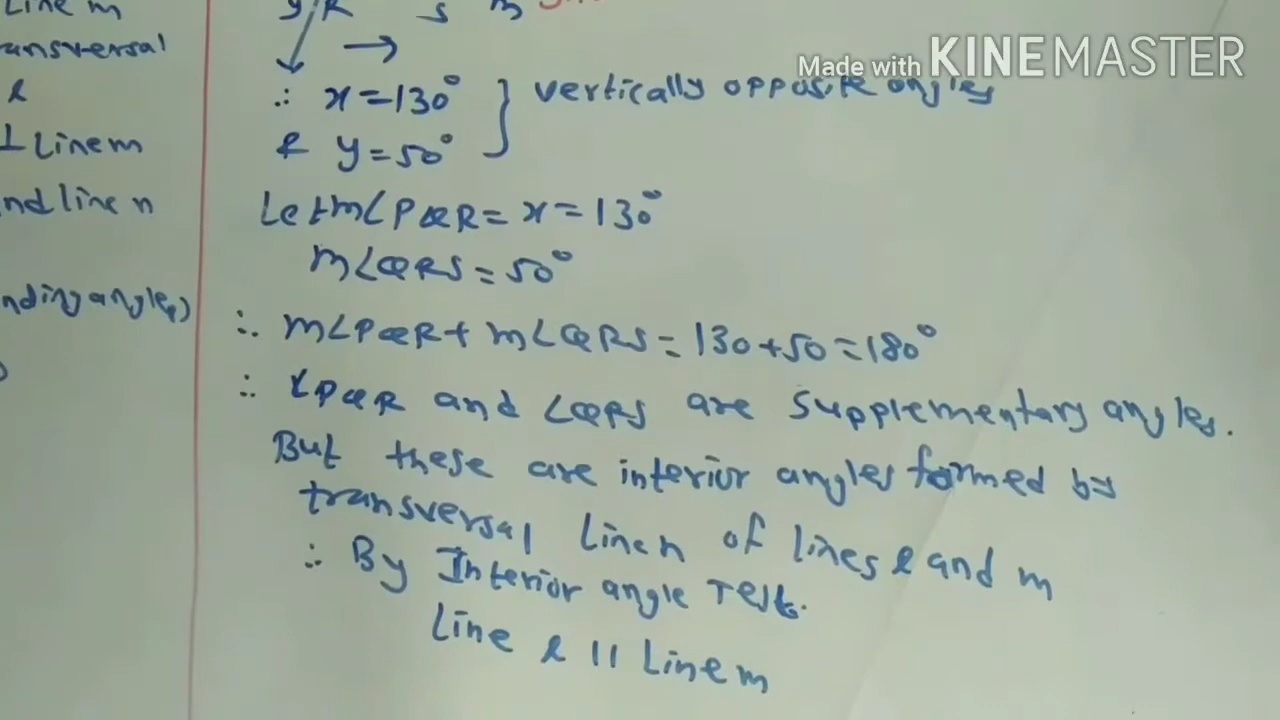 Line m
y R s m
ansversal
l
⊥ Line m
nd line n
nding angles)
∴ x = 130° } vertically opposite angles
& y = 50°
Let m∠PQR = x = 130°
m∠QRS = 50°
∴ m∠PQR + m∠QRS = 130 + 50 = 180°
∴ ∠PQR and ∠QRS are supplementary angles.
But these are interior angles formed by
transversal line n of lines l and m
∴ By Interior angle Test.
Line l || Line m
Made with KINEMASTER